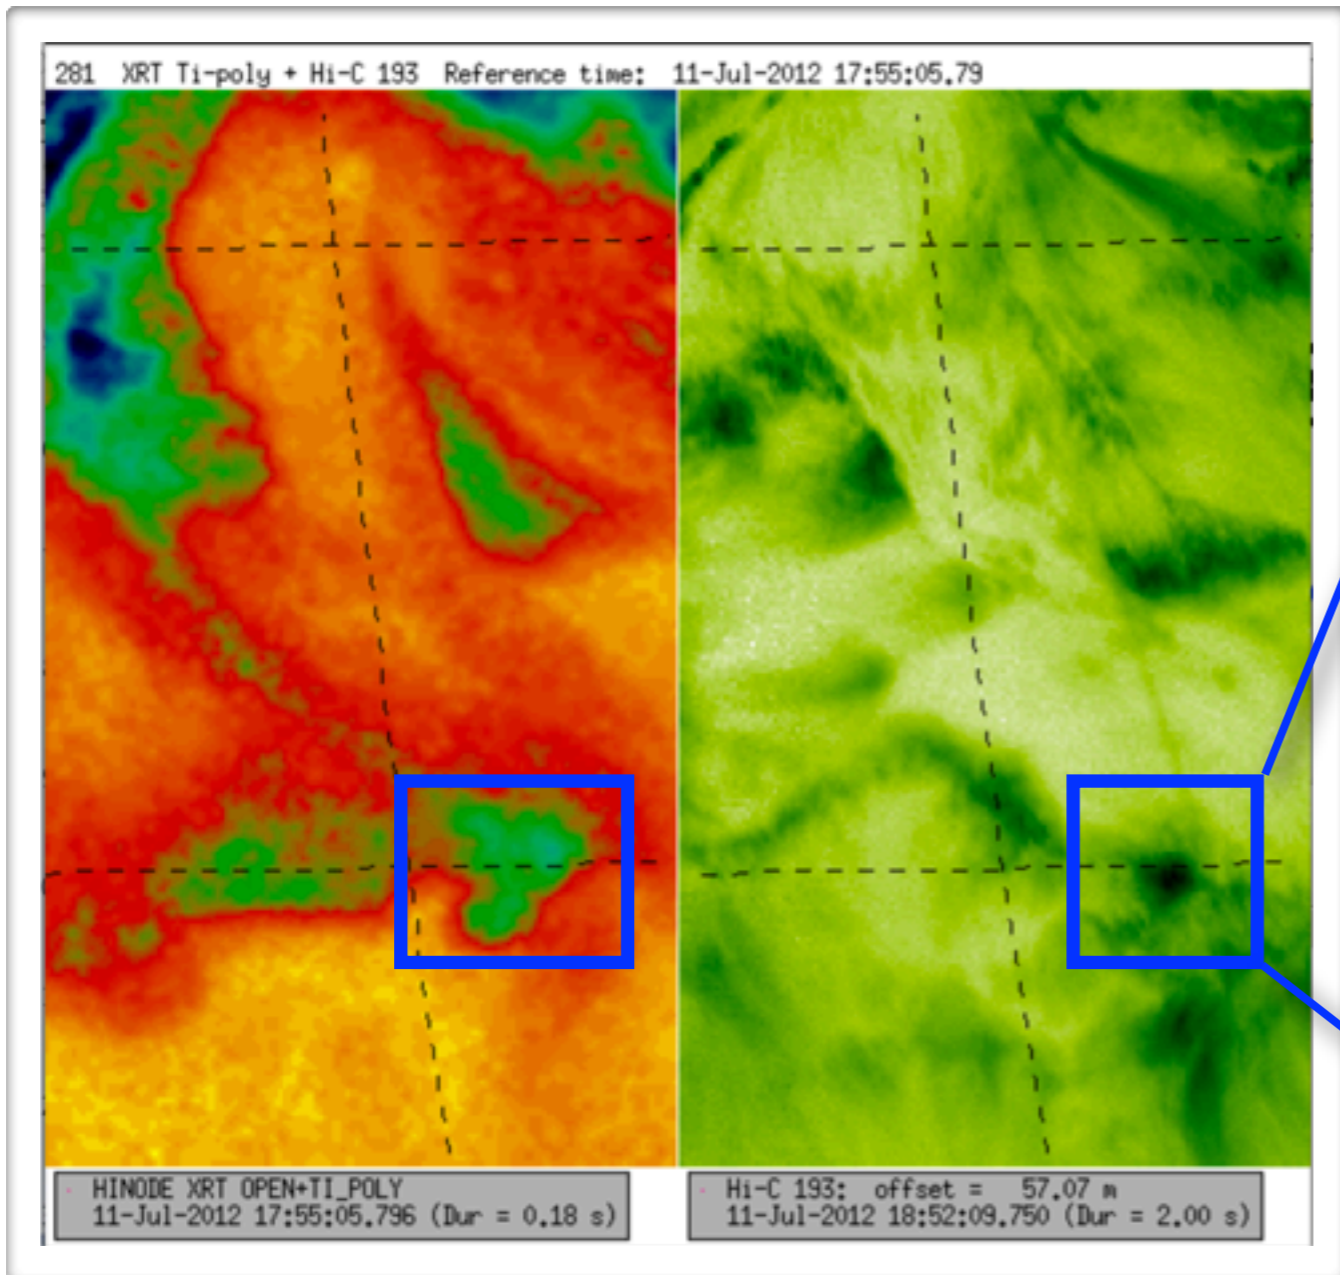 281 XRT Ti-poly + Hi-C 193 Reference time: 11-Jul-2012 17:55:05.79
HINODE XRT OPEN+TI_POLY
11-Jul-2012 17:55:05.796 (Dur = 0.18 s)
Hi-C 193: offset = 57.07 m
11-Jul-2012 18:52:09.750 (Dur = 2.00 s)